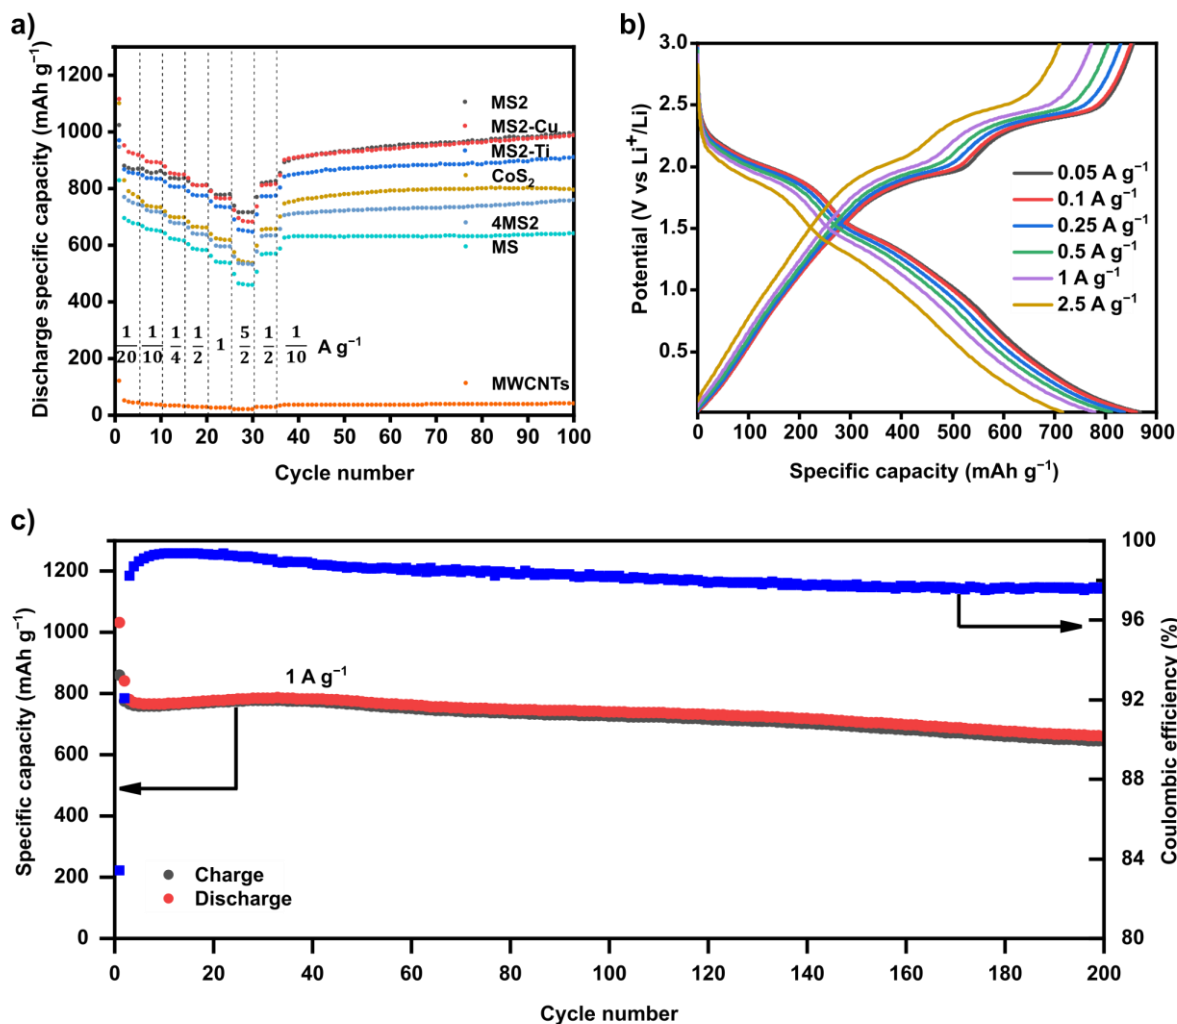 a)
Discharge specific capacity (mAh g⁻¹)
1200
1000
800
600
400
200
0
MS2
MS2-Cu
MS2-Ti
CoS₂
4MS2
MS
MWCNTs
1/20 1/10 1/4 1/2 1 5/2 1/2 1/10 A g⁻¹
0 10 20 30 40 50 60 70 80 90 100
Cycle number
b)
Potential (V vs Li⁺/Li)
3.0
2.5
2.0
1.5
1.0
0.5
0.05 A g⁻¹
0.1 A g⁻¹
0.25 A g⁻¹
0.5 A g⁻¹
1 A g⁻¹
2.5 A g⁻¹
0 100 200 300 400 500 600 700 800 900
Specific capacity (mAh g⁻¹)
c)
Specific capacity (mAh g⁻¹)
1200
1000
800
600
400
200
0
1 A g⁻¹
Charge
Discharge
100
96
92
88
84
80
Coulombic efficiency (%)
0 20 40 60 80 100 120 140 160 180 200
Cycle number